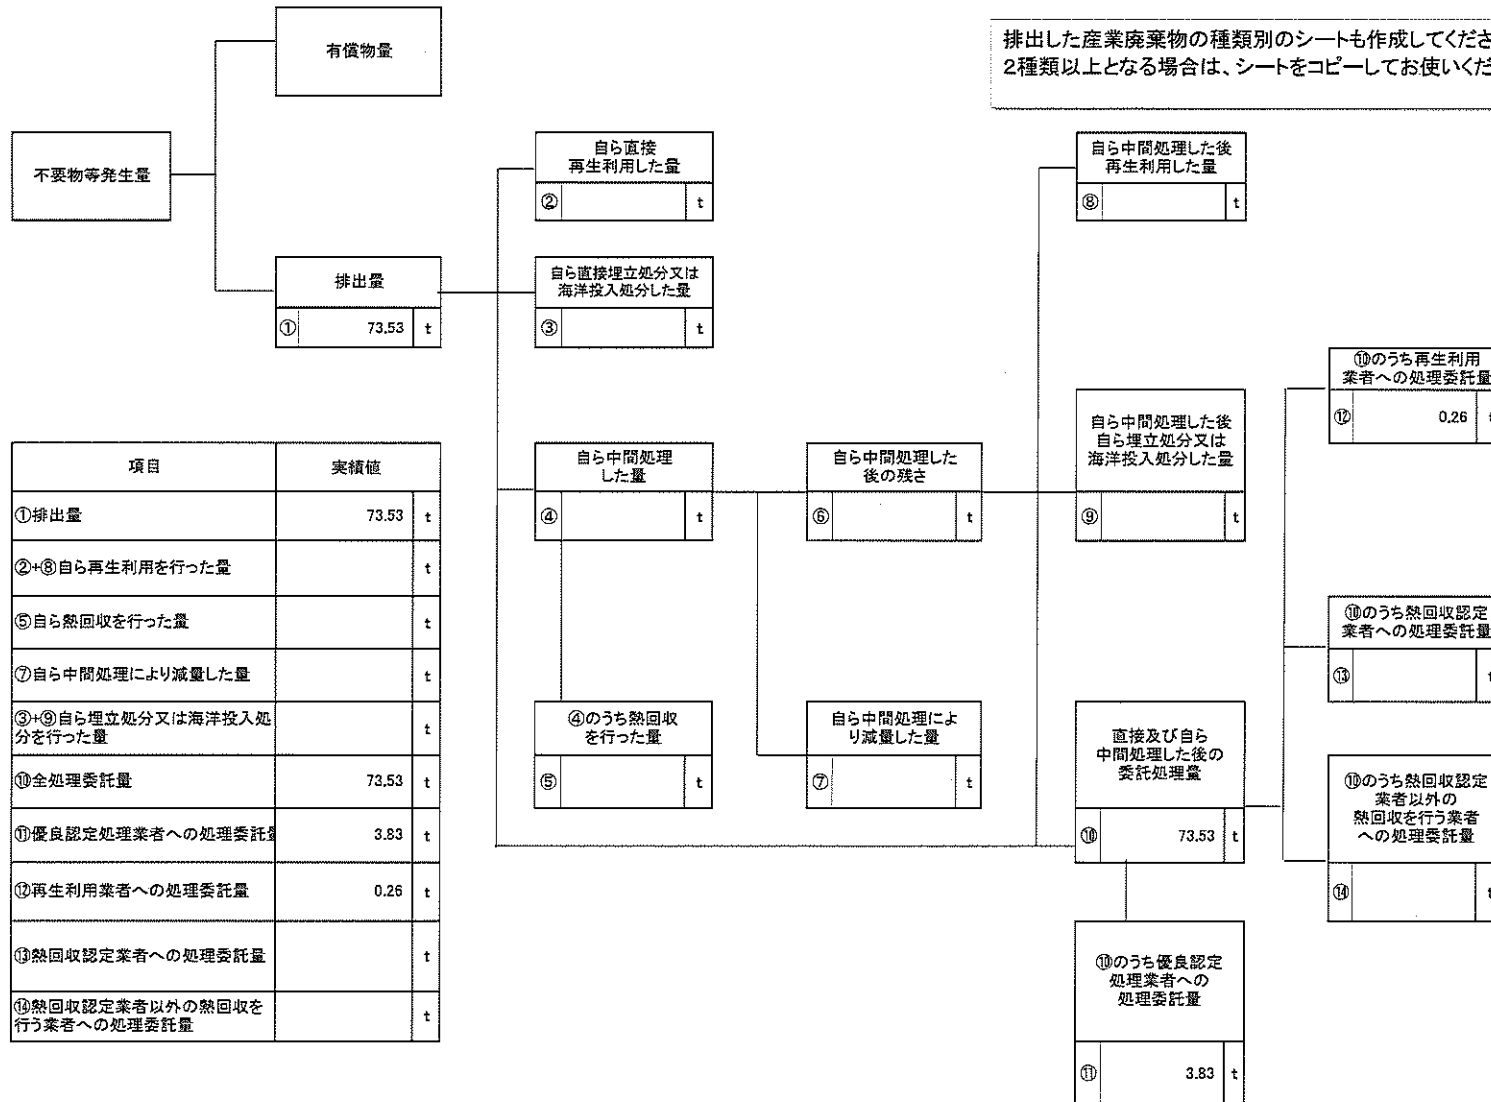 有償物量
排出した産業廃棄物の種類別のシートも作成してくださ
2種類以上となる場合は、シートをコピーしてお使いくだ
不要物等発生量
自ら直接
再生利用した量
② t
自ら中間処理した後
再生利用した量
⑧ t
排出量
① 73.53 t
自ら直接埋立処分又は
海洋投入処分した量
③ t
⑩のうち再生利用
業者への処理委託量
⑫ 0.26 t
自ら中間処理した後
自ら埋立処分又は
海洋投入処分した量
⑨ t
自ら中間処理
した量
④ t
自ら中間処理した
後の残さ
⑥ t
項目 実績値
①排出量 73.53 t
②+⑧自ら再生利用を行った量 t
⑤自ら熱回収を行った量 t
⑦自ら中間処理により減量した量 t
③+⑨自ら埋立処分又は海洋投入処
分を行った量 t
⑩全処理委託量 73.53 t
⑪優良認定処理業者への処理委託量 3.83 t
⑫再生利用業者への処理委託量 0.26 t
⑬熱回収認定業者への処理委託量 t
⑭熱回収認定業者以外の熱回収を
行う業者への処理委託量 t
⑩のうち熱回収認定
業者への処理委託量
⑬ t
④のうち熱回収
を行った量
⑤ t
自ら中間処理によ
り減量した量
⑦ t
直接及び自ら
中間処理した後の
委託処理量
⑩ 73.53 t
⑩のうち熱回収認定
業者以外の
熱回収を行う業者
への処理委託量
⑭ t
⑩のうち優良認定
処理業者への
処理委託量
⑪ 3.83 t